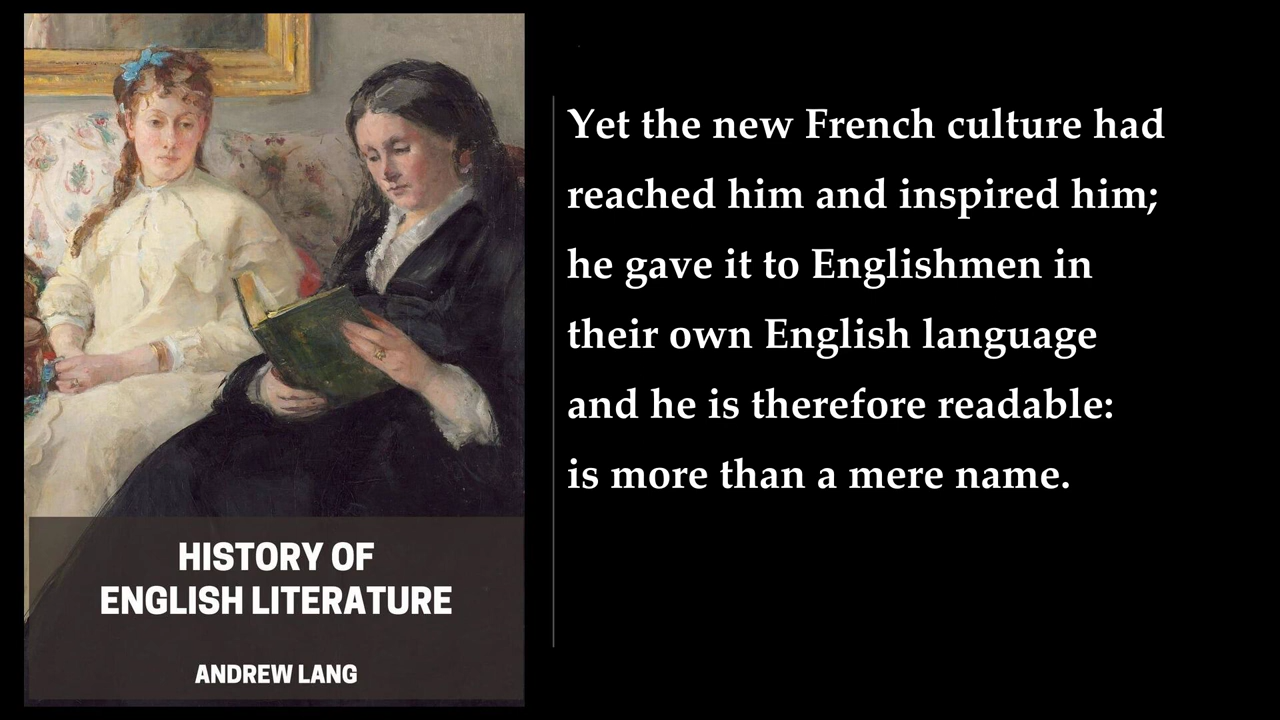 HISTORY OF
ENGLISH LITERATURE
ANDREW LANG
Yet the new French culture had
reached him and inspired him;
he gave it to Englishmen in
their own English language
and he is therefore readable:
is more than a mere name.